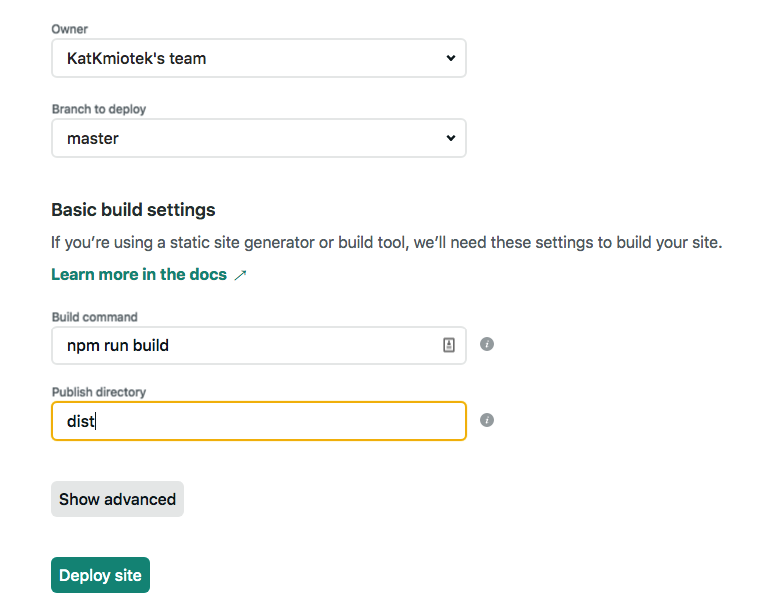 Owner
KatKmiotek's team
Branch to deploy
master
Basic build settings
If you’re using a static site generator or build tool, we’ll need these settings to build your site.
Learn more in the docs ↗
Build command
npm run build
i
Publish directory
dist
i
Show advanced
Deploy site